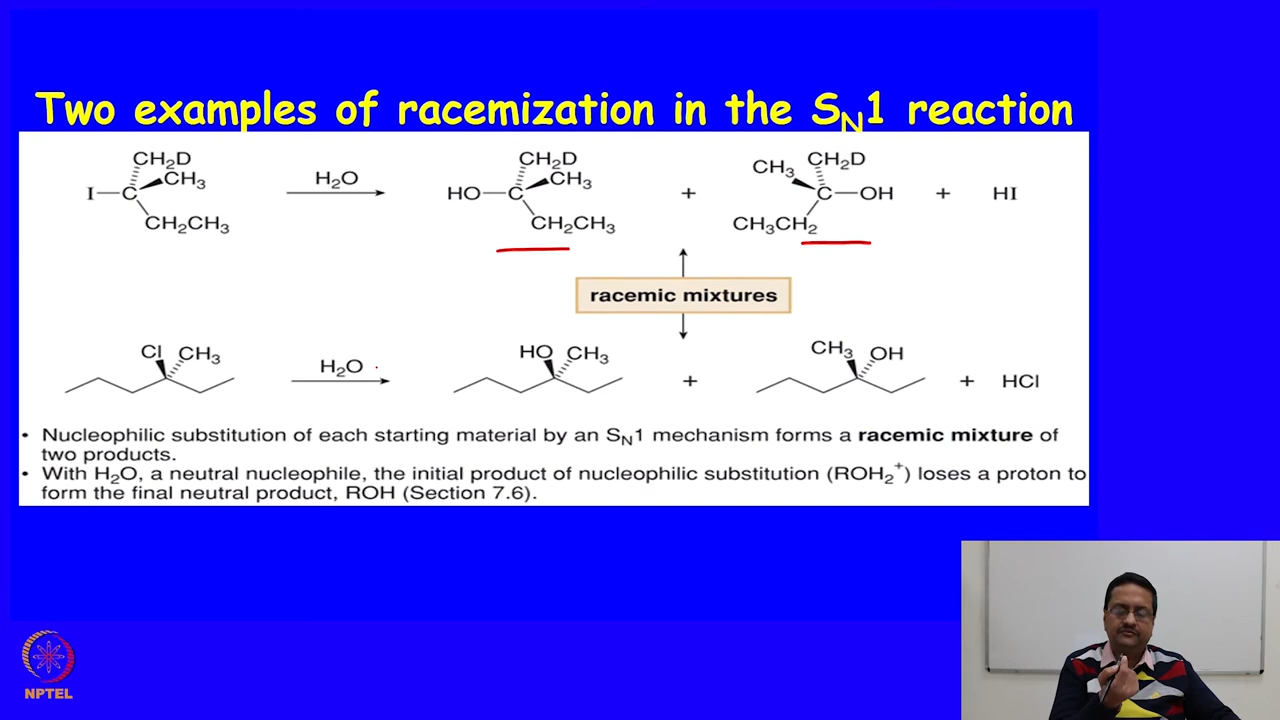 Two examples of racemization in the SN1 reaction
CH2D
CH3
I—C
CH2CH3
H2O
CH2D
CH3
HO—C
CH2CH3
+
CH3
CH2D
C—OH
CH3CH2
+
HI
racemic mixtures
Cl
CH3
H2O
HO
CH3
+
CH3
OH
+
HCl
• Nucleophilic substitution of each starting material by an SN1 mechanism forms a racemic mixture of
two products.
• With H2O, a neutral nucleophile, the initial product of nucleophilic substitution (ROH2+) loses a proton to
form the final neutral product, ROH (Section 7.6).
NPTEL